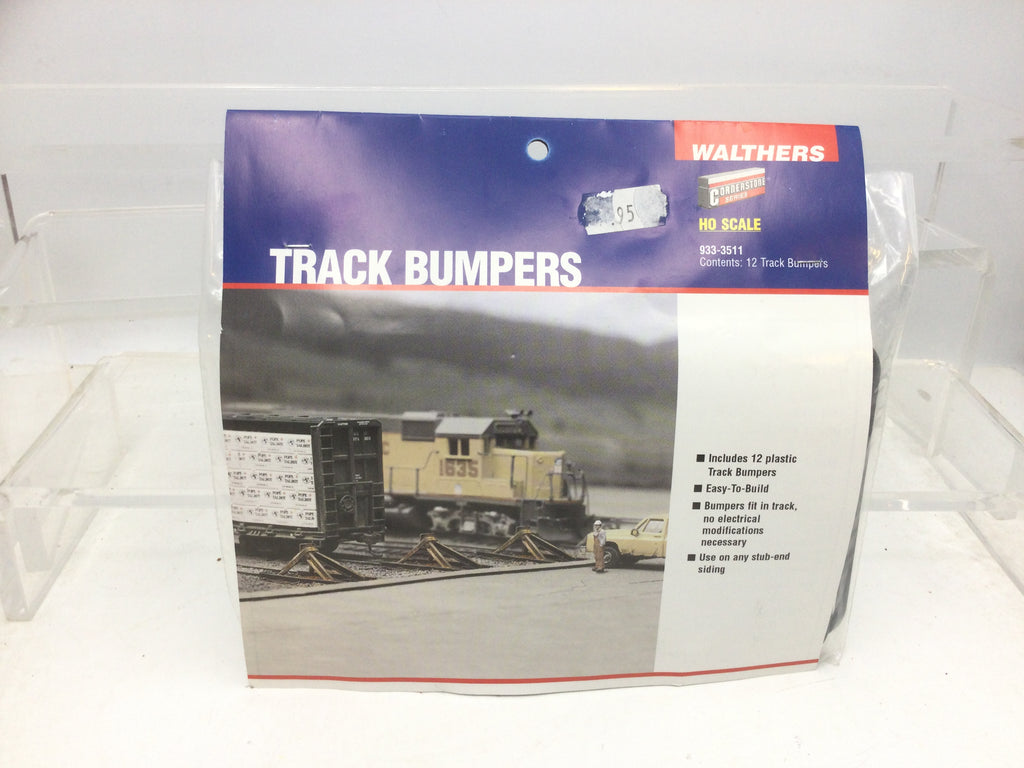 WALTHERS
CORNERSTONE
SERIES
95
HO SCALE
933-3511
Contents: 12 Track Bumpers
TRACK BUMPERS
1635
■ Includes 12 plastic
Track Bumpers
■ Easy-To-Build
■ Bumpers fit in track,
no electrical
modifications
necessary
■ Use on any stub-end
siding